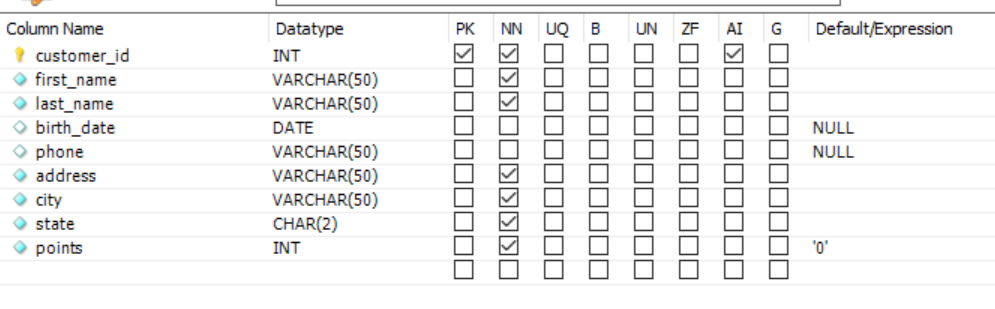 Column Name Datatype PK NN UQ B UN ZF AI G Default/Expression
customer_id INT
first_name VARCHAR(50)
last_name VARCHAR(50)
birth_date DATE NULL
phone VARCHAR(50) NULL
address VARCHAR(50)
city VARCHAR(50)
state CHAR(2)
points INT '0'